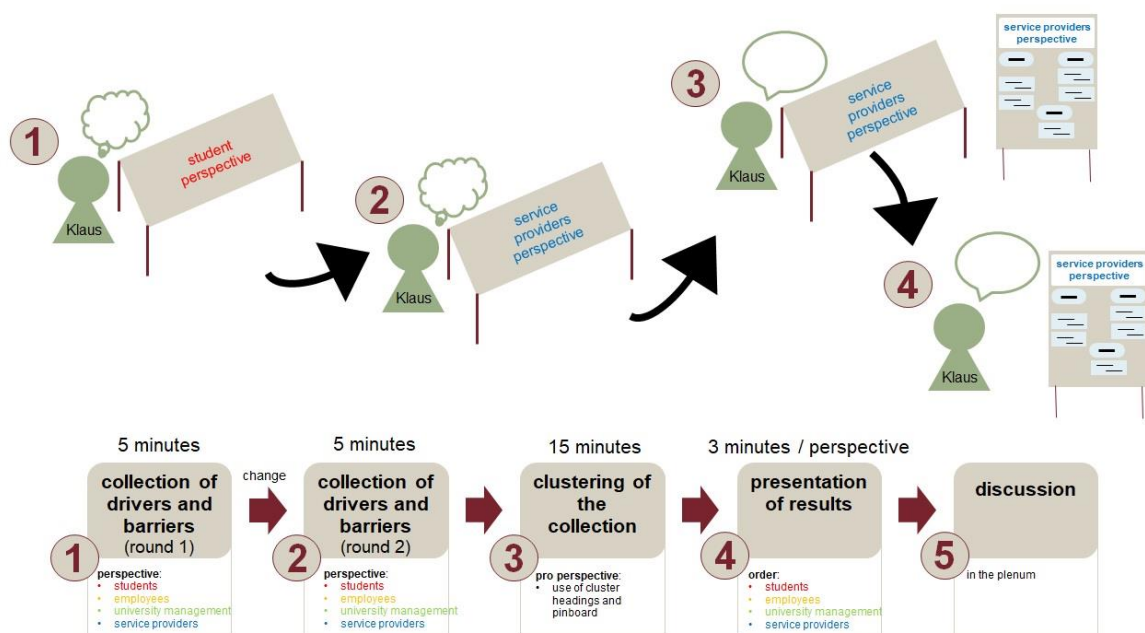 1
Klaus
student
perspective
2
Klaus
service
providers
perspective
3
Klaus
service
providers
perspective
service providers
perspective
4
Klaus
service providers
perspective
5 minutes
collection of
drivers and
barriers
(round 1)
1
perspective:
• students
• employees
• university management
• service providers
change
5 minutes
collection of
drivers and
barriers
(round 2)
2
perspective:
• students
• employees
• university management
• service providers
15 minutes
clustering of
the
collection
3
pro perspective:
• use of cluster
headings and
pinboard
3 minutes / perspective
presentation
of results
4
order:
• students
• employees
• university management
• service providers
discussion
5
in the plenum